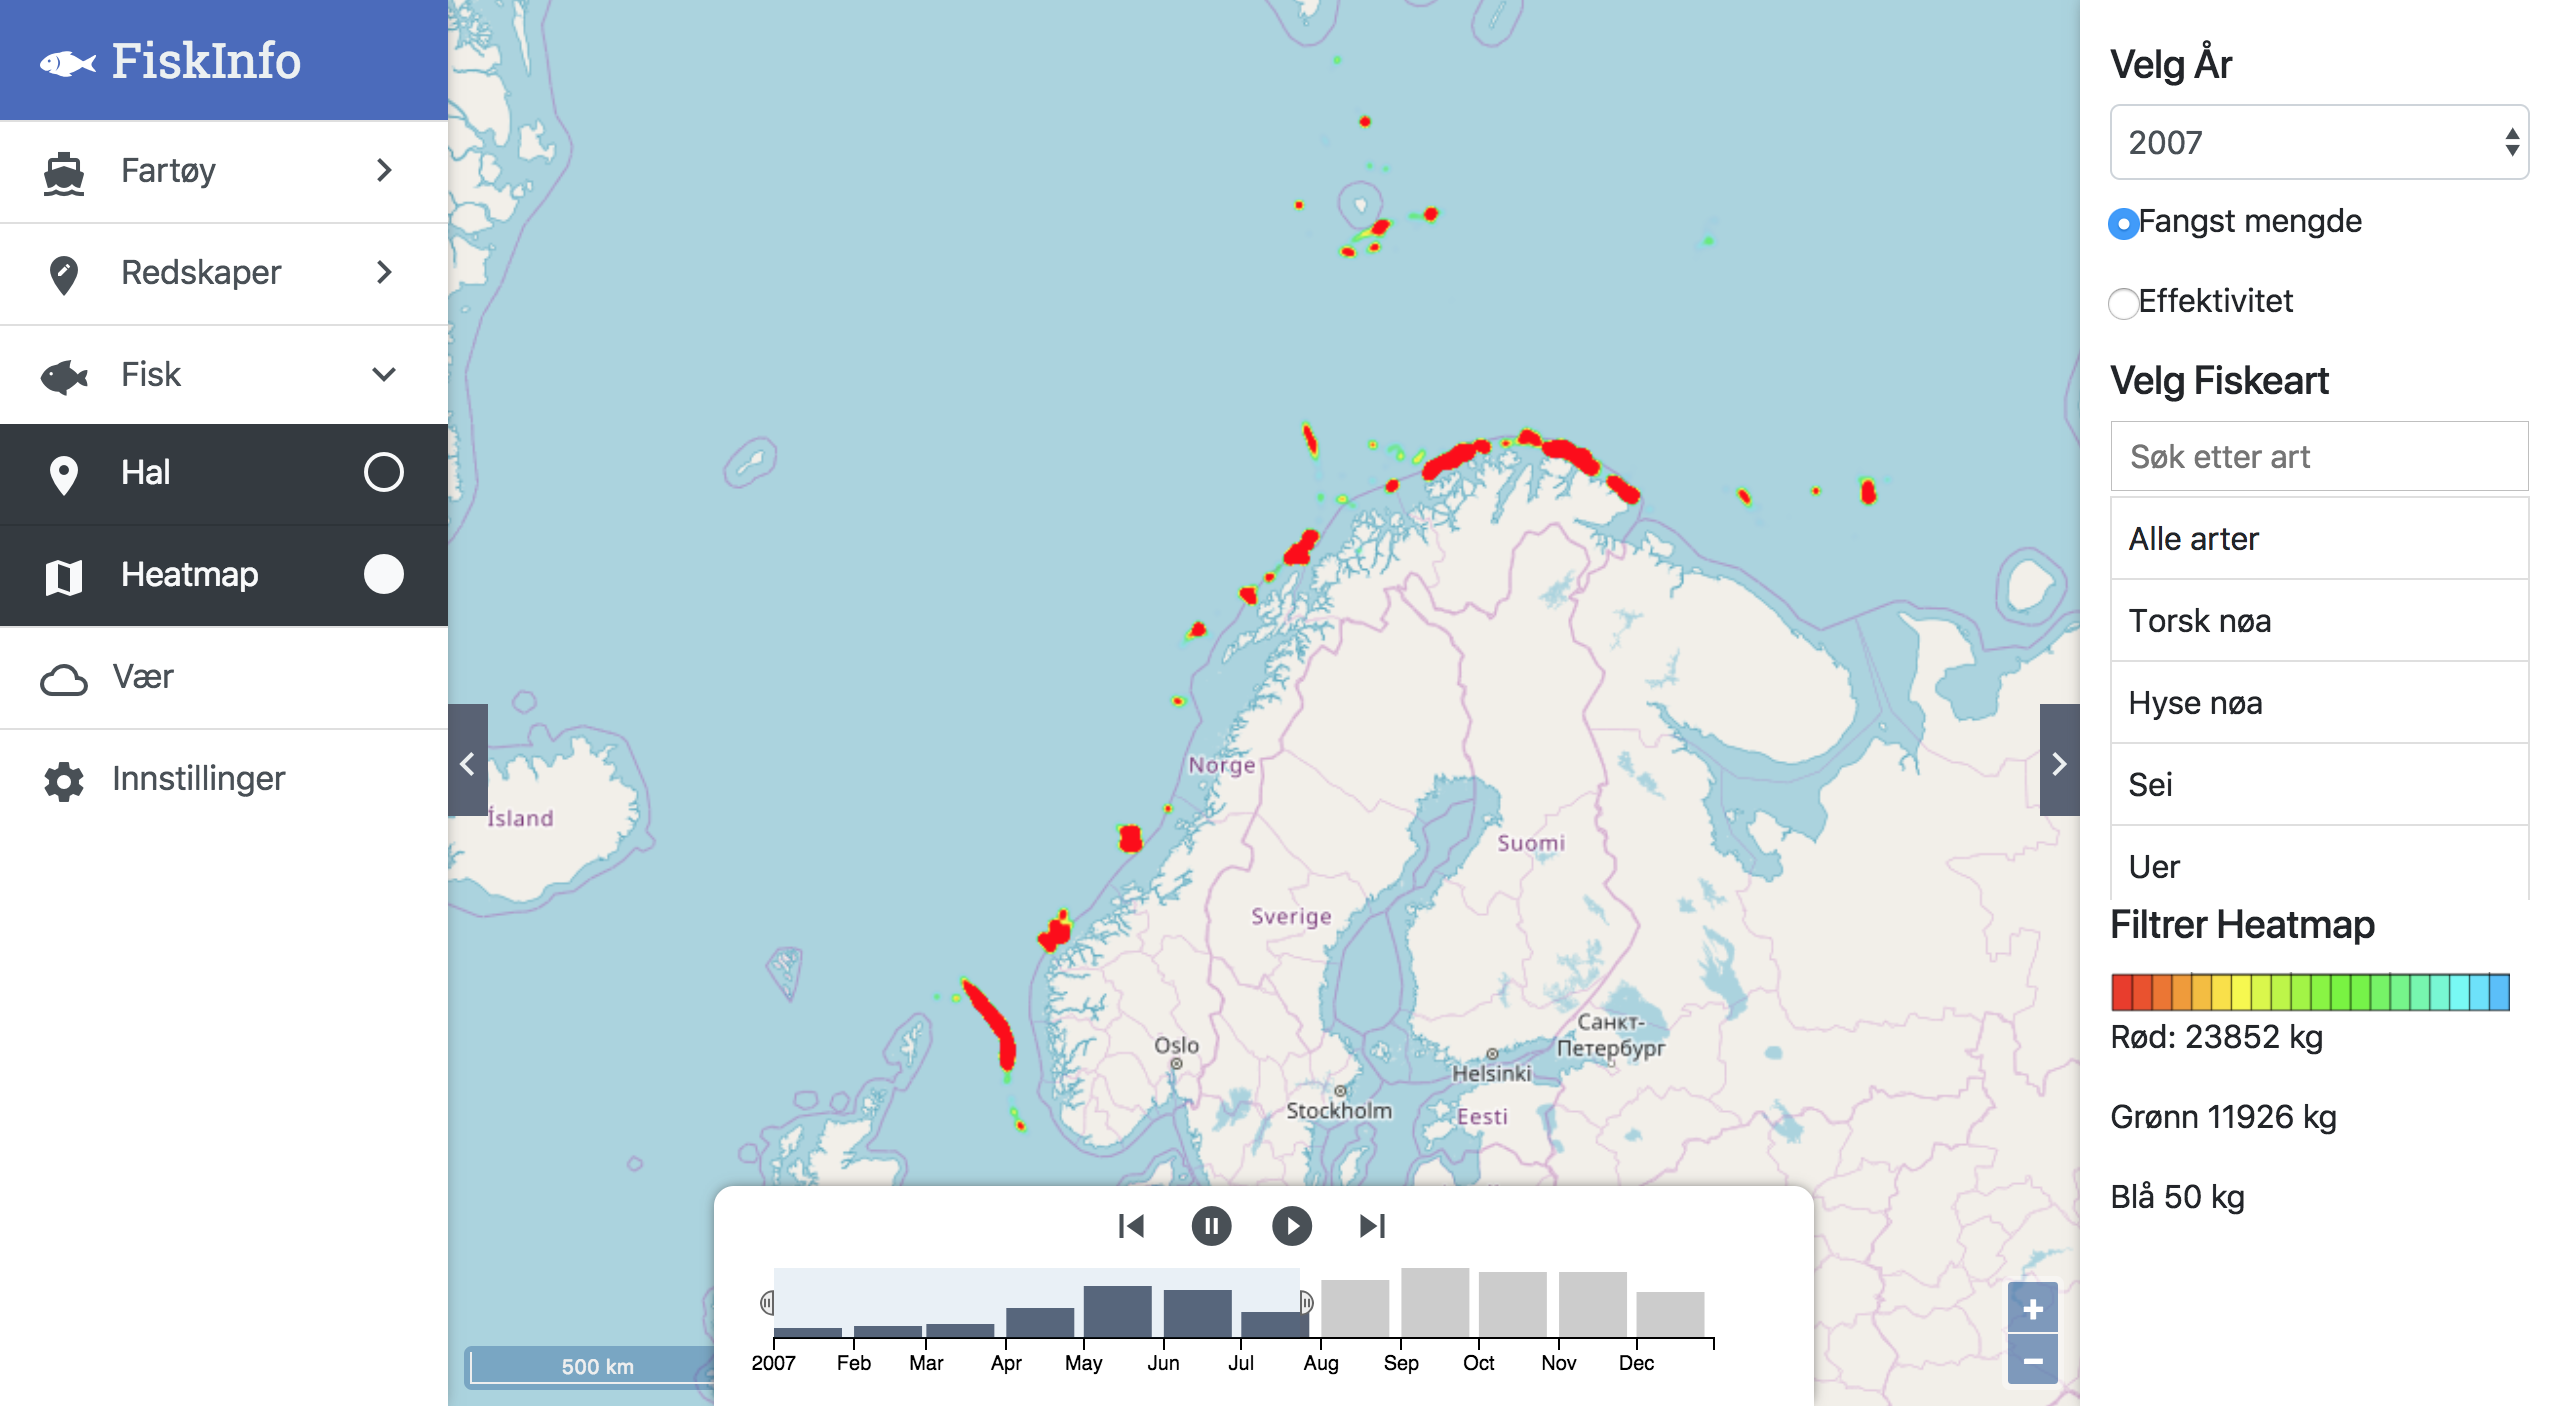 FiskInfo
Fartøy
Redskaper
Fisk
Hal
Heatmap
Vær
Innstillinger
Ísland
Norge
Suomi
Sverige
Oslo
Санкт-
Петербург
Helsinki
Stockholm
Eesti
500 km
2007 Feb Mar Apr May Jun Jul Aug Sep Oct Nov Dec
+
−
Velg År
2007
Fangst mengde
Effektivitet
Velg Fiskeart
Søk etter art
Alle arter
Torsk nøa
Hyse nøa
Sei
Uer
Filtrer Heatmap
Rød: 23852 kg
Grønn 11926 kg
Blå 50 kg